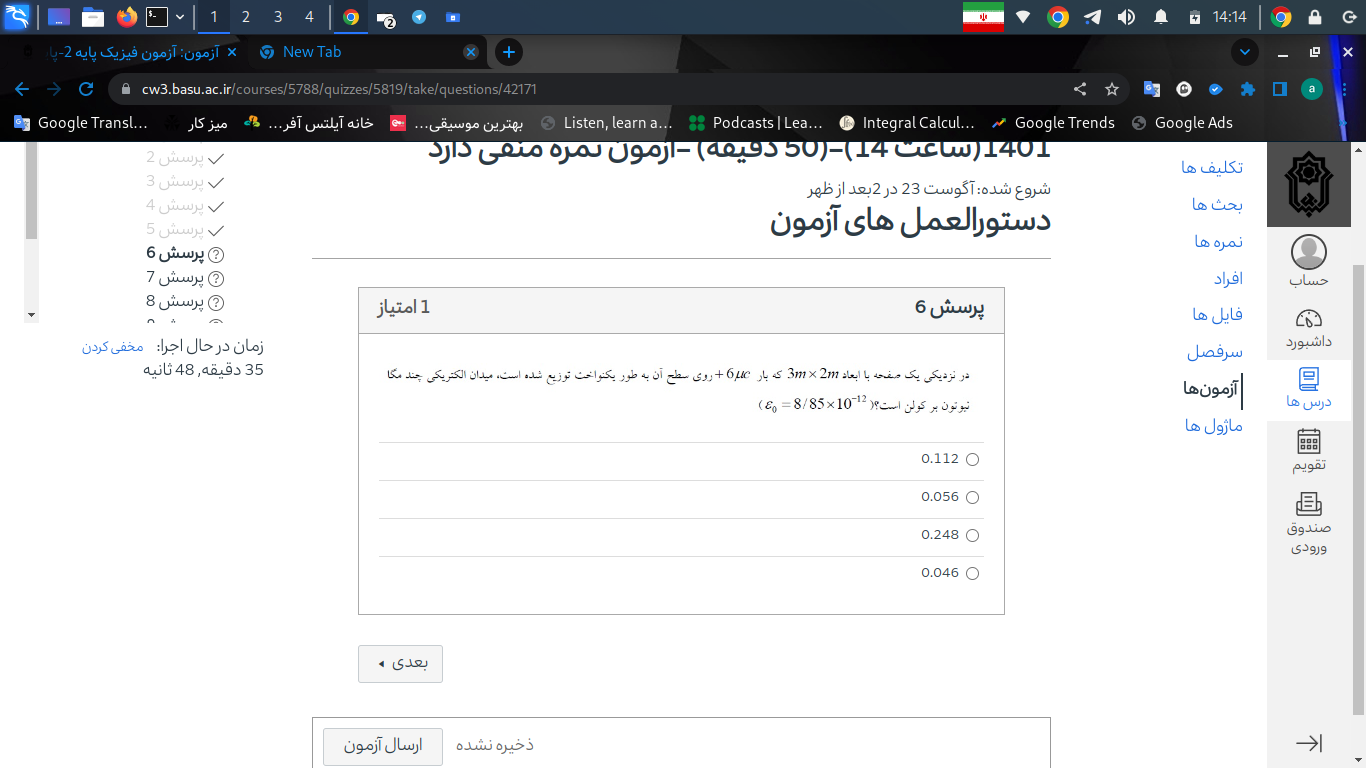 1 2 3 4 2 14:14
آزمون: آزمون فیزیک پایه 2-پا
New Tab
cw3.basu.ac.ir/courses/5788/quizzes/5819/take/questions/42171
Google Transl... میز کار خانه آیلتس آفر... بهترین موسیقی... Listen, learn a... Podcasts | Lea... Integral Calcul... Google Trends Google Ads
1401(ساعت 14)-(50 دقیقه) -آزمون نمره منفی دارد
شروع شده: آگوست 23 در 2بعد از ظهر
دستورالعمل های آزمون
پرسش 6
1 امتیاز
در نزدیکی یک صفحه با ابعاد 3m×2m که بار +6μc روی سطح آن به طور یکنواخت توزیع شده است، میدان الکتریکی چند مگا
نیوتون بر کولن است؟(ε₀ = 8/85×10⁻¹²)
0.112
0.056
0.248
0.046
بعدی
ارسال آزمون
ذخیره نشده
پرسش 2
پرسش 3
پرسش 4
پرسش 5
پرسش 6
پرسش 7
پرسش 8
زمان در حال اجرا: مخفی کردن
35 دقیقه, 48 ثانیه
تکلیف ها
بحث ها
نمره ها
افراد
فایل ها
سرفصل
آزمون‌ها
ماژول ها
حساب
داشبورد
درس ها
تقویم
صندوق
ورودی